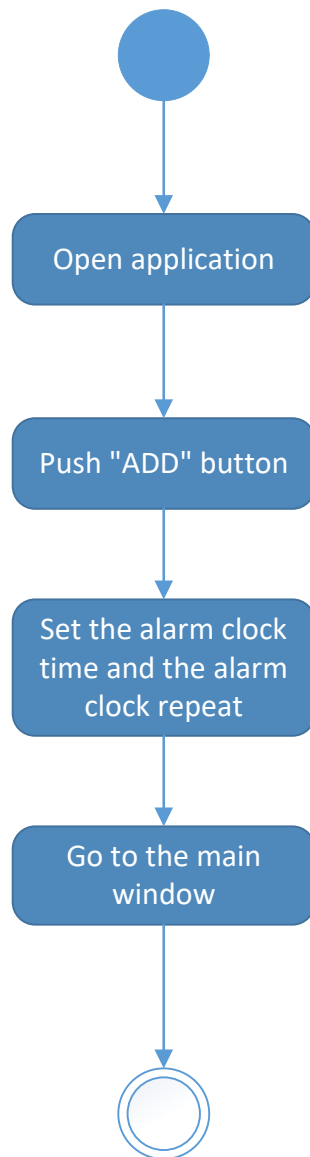 Open application
Push "ADD" button
Set the alarm clock
time and the alarm
clock repeat
Go to the main
window